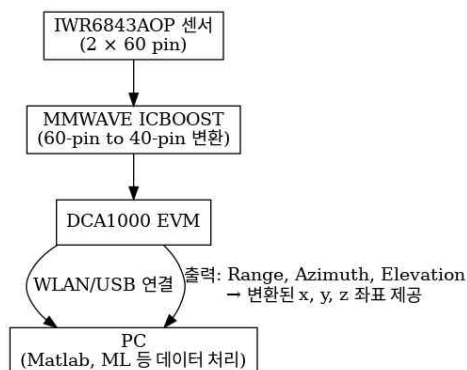 IWR6843AOP 센서
(2 × 60 pin)
MMWAVE ICBOOST
(60-pin to 40-pin 변환)
DCA1000 EVM
WLAN/USB 연결
출력: Range, Azimuth, Elevation
→ 변환된 x, y, z 좌표 제공
PC
(Matlab, ML 등 데이터 처리)